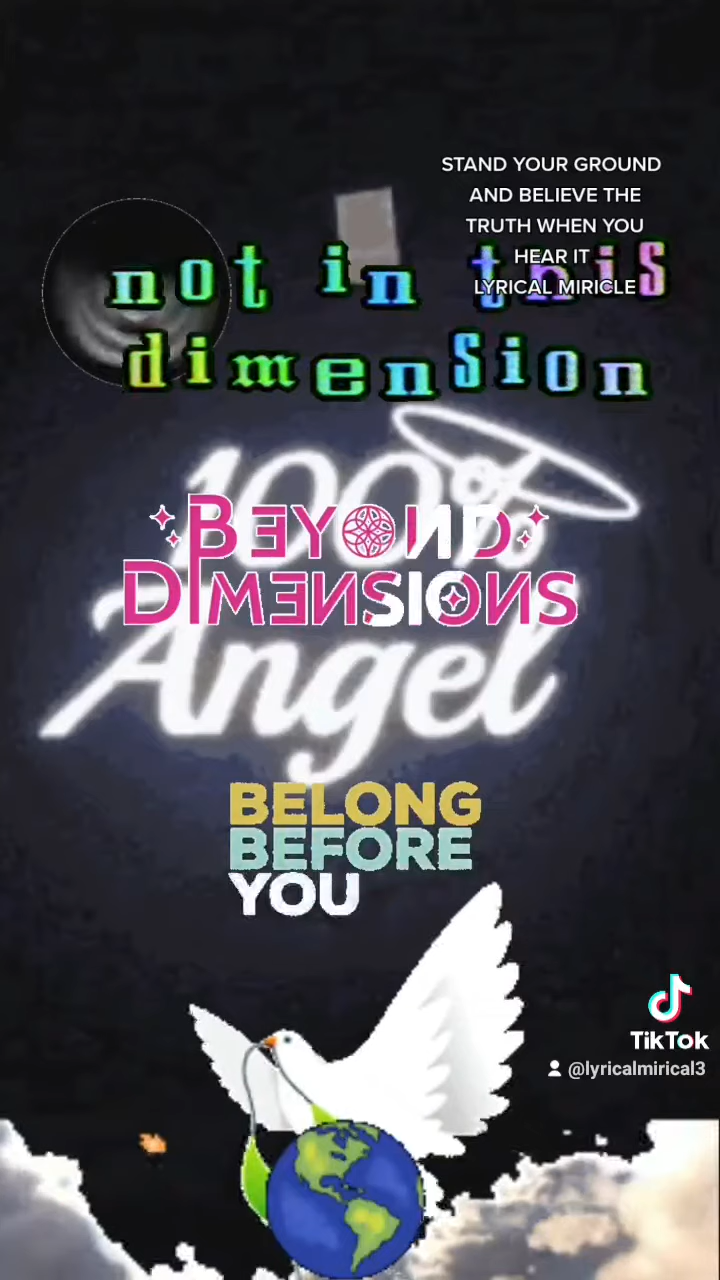 STAND YOUR GROUND
AND BELIEVE THE
TRUTH WHEN YOU
HEAR IT
LYRICAL MIRICLE
not in this
dimension
100%
BEYOND
DIMENSIONS
Angel
BELONG
BEFORE
YOU
TikTok
@lyricalmirical3